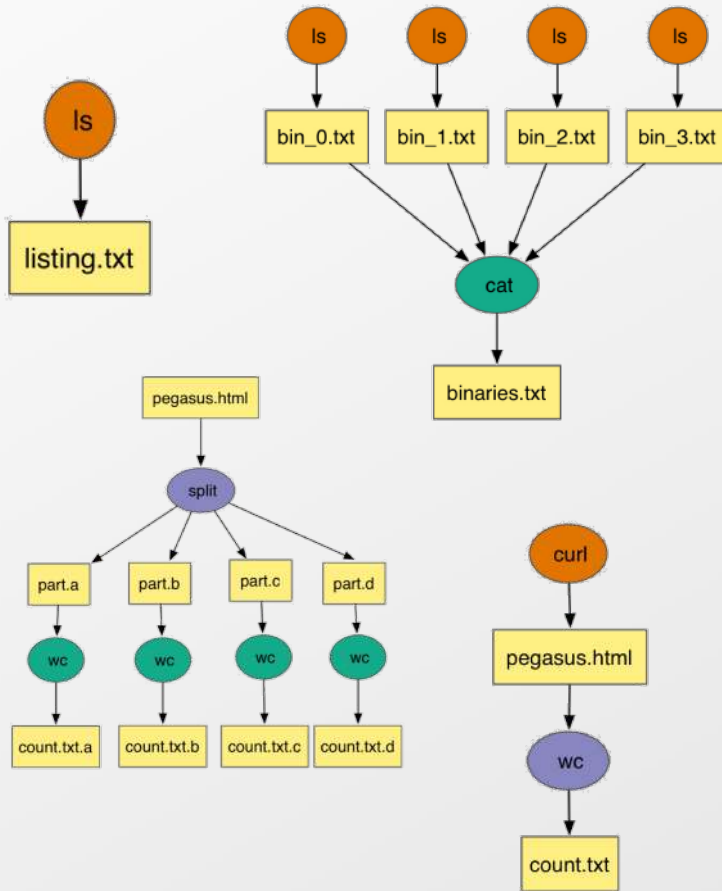 ls
listing.txt
ls ls ls ls
bin_0.txt bin_1.txt bin_2.txt bin_3.txt
cat
binaries.txt
pegasus.html
split
part.a part.b part.c part.d
wc wc wc wc
count.txt.a count.txt.b count.txt.c count.txt.d
curl
pegasus.html
wc
count.txt